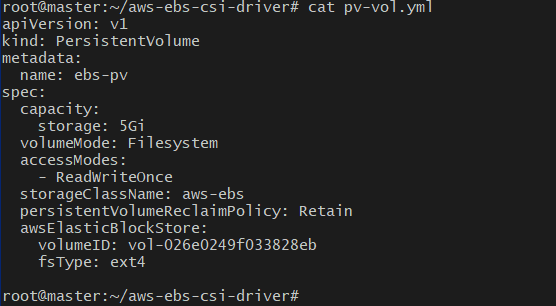 root@master:~/aws-ebs-csi-driver# cat pv-vol.yml
apiVersion: v1
kind: PersistentVolume
metadata:
  name: ebs-pv
spec:
  capacity:
    storage: 5Gi
  volumeMode: Filesystem
  accessModes:
    - ReadWriteOnce
  storageClassName: aws-ebs
  persistentVolumeReclaimPolicy: Retain
  awsElasticBlockStore:
    volumeID: vol-026e0249f033828eb
    fsType: ext4
root@master:~/aws-ebs-csi-driver#